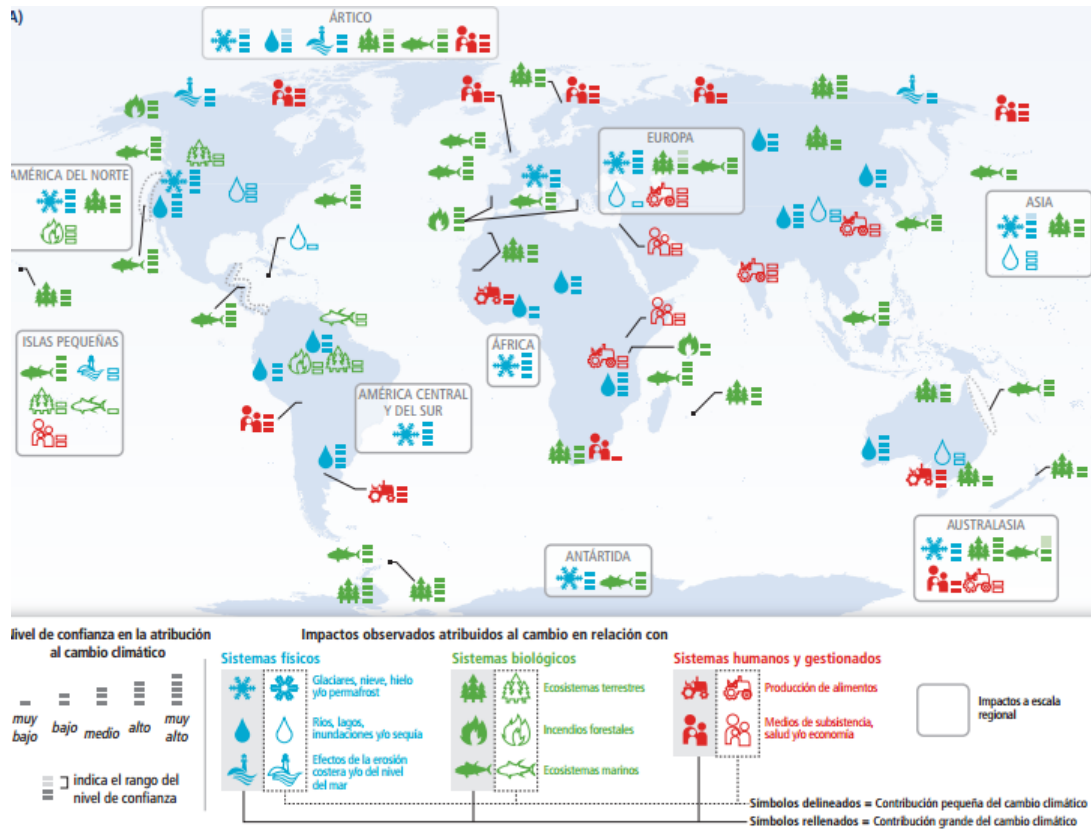 A)
ÁRTICO
EUROPA
AMÉRICA DEL NORTE
ASIA
ISLAS PEQUEÑAS
ÁFRICA
AMÉRICA CENTRAL
Y DEL SUR
AUSTRALASIA
ANTÁRTIDA
Nivel de confianza en la atribución
al cambio climático
muy
bajo
bajo
medio
alto
muy
alto
indica el rango del
nivel de confianza
Impactos observados atribuidos al cambio en relación con
Sistemas físicos
Glaciares, nieve, hielo
y/o permafrost
Ríos, lagos,
inundaciones y/o sequía
Efectos de la erosión
costera y/o del nivel
del mar
Sistemas biológicos
Ecosistemas terrestres
Incendios forestales
Ecosistemas marinos
Sistemas humanos y gestionados
Producción de alimentos
Medios de subsistencia,
salud y/o economía
Impactos a escala
regional
Símbolos delineados = Contribución pequeña del cambio climático
Símbolos rellenados = Contribución grande del cambio climático